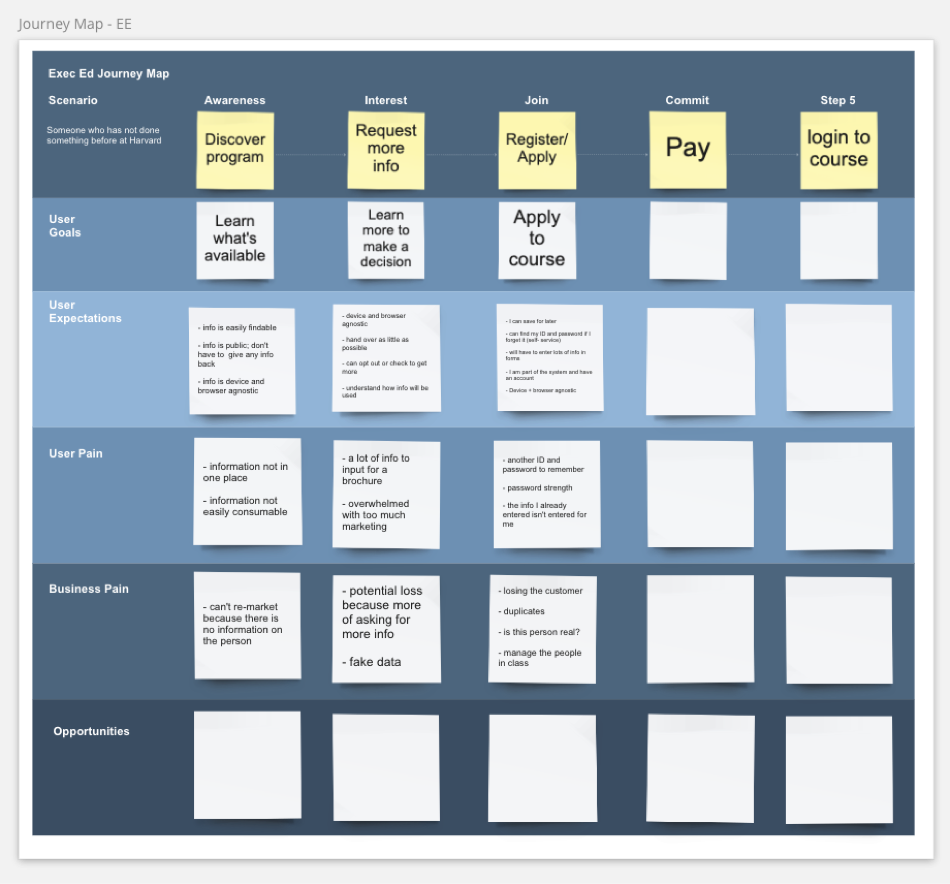 Journey Map - EE
Exec Ed Journey Map
Scenario
Awareness
Interest
Join
Commit
Step 5
Someone who has not done
something before at Harvard
Discover
program
Request
more
info
Register/
Apply
Pay
login to
course
User
Goals
Learn
what's
available
Learn
more to
make a
decision
Apply
to
course
User
Expectations
- info is easily findable
- info is public; don't
have to give any info
back
- info is device and
browser agnostic
- device and browser
agnostic
- hand over as little as
possible
- can opt out or check to get
more
- understand how info will be
used
- I can save for later
- can find my ID and password if I
forget it (self- service)
- will have to enter lots of info in
forms
- I am part of the system and have
an account
- Device + browser agnostic
User Pain
- information not in
one place
- information not
easily consumable
- a lot of info to
input for a
brochure
- overwhelmed
with too much
marketing
- another ID and
password to remember
- password strength
- the info I already
entered isn't entered for
me
Business Pain
- can't re-market
because there is
no information on
the person
- potential loss
because more
of asking for
more info
- fake data
- losing the customer
- duplicates
- is this person real?
- manage the people
in class
Opportunities